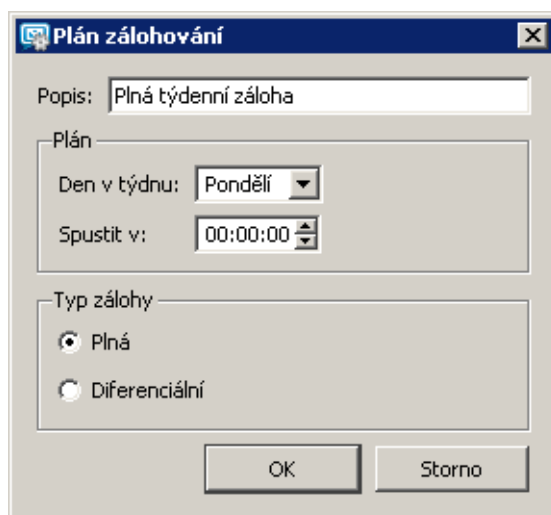 Plán zálohování
Popis: Plná týdenní záloha
Plán
Den v týdnu: Pondělí
Spustit v: 00:00:00
Typ zálohy
Plná
Diferenciální
OK Storno